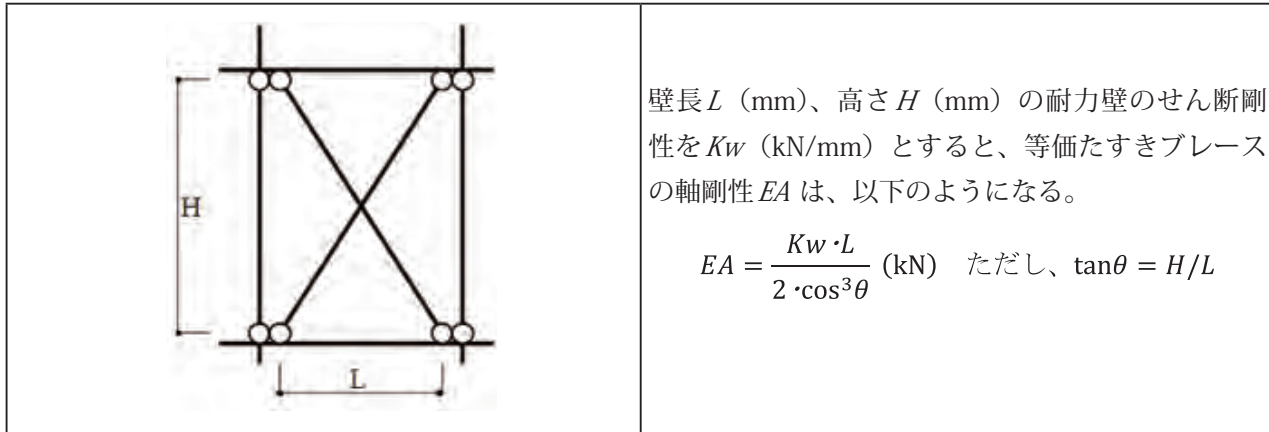 H
L
壁長L（mm）、高さH（mm）の耐力壁のせん断剛
性をKw（kN/mm）とすると、等価たすきブレース
の軸剛性EA は、以下のようになる。
EA = Kw・L / 2・cos³θ (kN)　ただし、tanθ = H/L